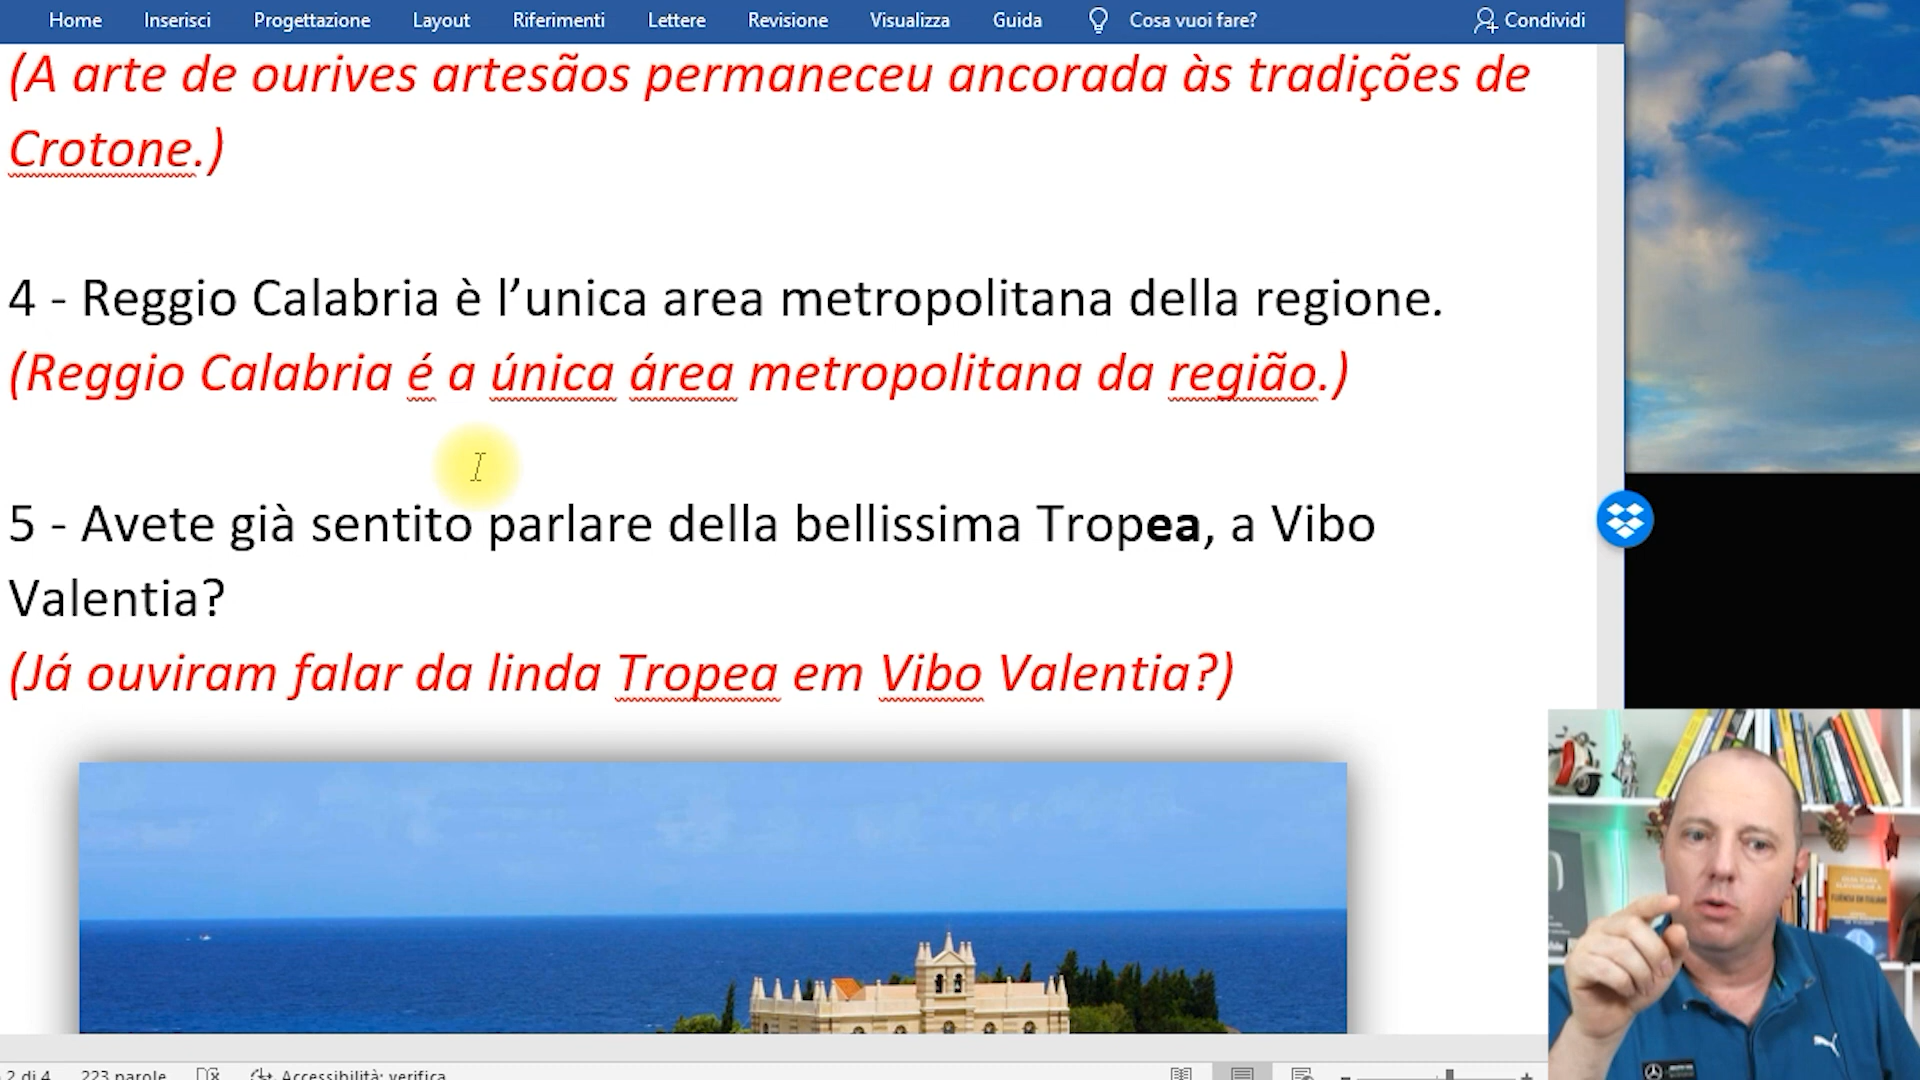 Home Inserisci Progettazione Layout Riferimenti Lettere Revisione Visualizza Guida Cosa vuoi fare? Condividi
(A arte de ourives artesãos permaneceu ancorada às tradições de
Crotone.)
4 - Reggio Calabria è l’unica area metropolitana della regione.
(Reggio Calabria é a única área metropolitana da região.)
5 - Avete già sentito parlare della bellissima Tropea, a Vibo
Valentia?
(Já ouviram falar da linda Tropea em Vibo Valentia?)
2 di 4 223 parole Accessibilità: verifica